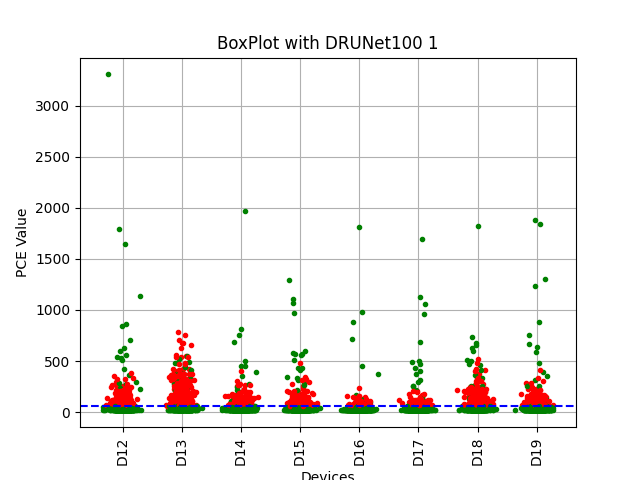 BoxPlot with DRUNet100 1
PCE Value
3000
2500
2000
1500
1000
500
0
D12
D13
D14
D15
D16
D17
D18
D19
Devices